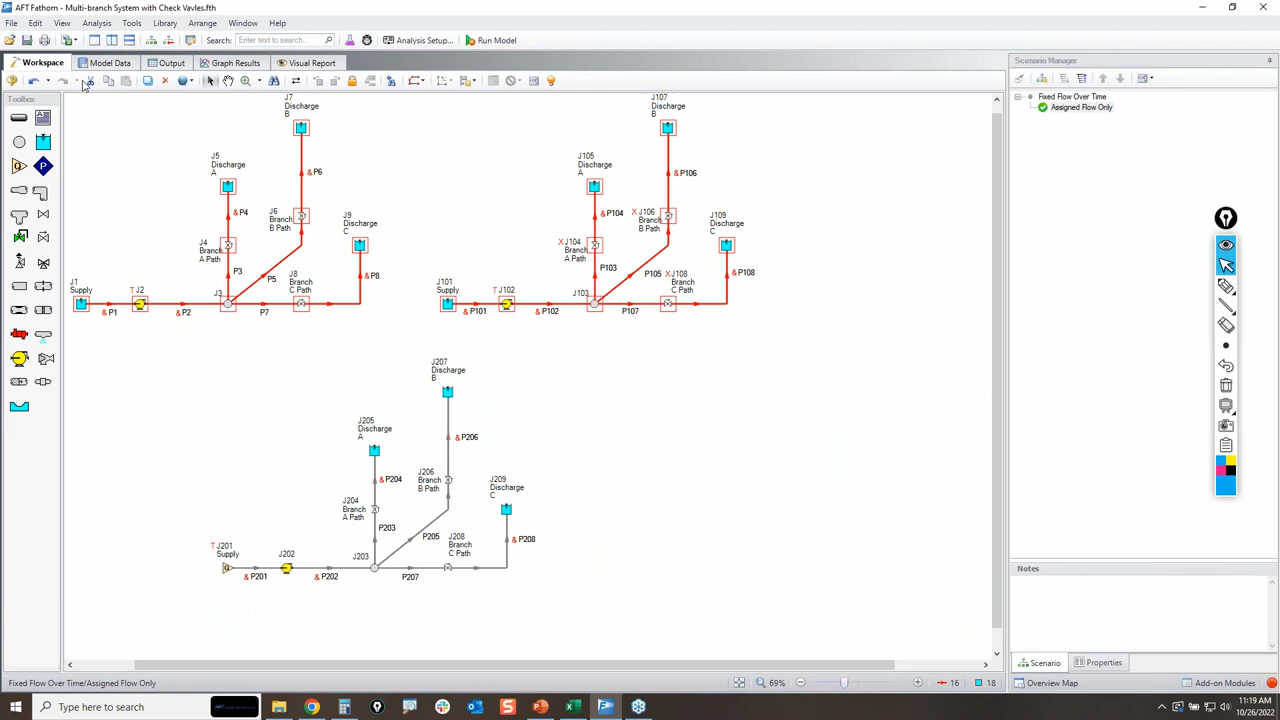 AFT Fathom - Multi-branch System with Check Vavles.fth
File Edit View Analysis Tools Library Arrange Window Help
Search: Enter text to search... Analysis Setup... Run Model
Workspace Model Data Output Graph Results Visual Report
Scenario Manager
Toolbox
Fixed Flow Over Time
Assigned Flow Only
J7
Discharge
B
J107
Discharge
B
J5
Discharge
A
& P6
J105
Discharge
A
& P106
& P4
J6
Branch
B Path
J9
Discharge
C
& P104
X J106
Branch
B Path
J109
Discharge
C
J4
Branch
A Path
X J104
Branch
A Path
P3
P5
J8
Branch
C Path
& P8
P103
P105
X J108
Branch
C Path
& P108
J1
Supply
T J2
J3
J101
Supply
T J102
J103
& P1
& P2
P7
& P101
& P102
P107
J207
Discharge
B
J205
Discharge
A
& P206
& P204
J206
Branch
B Path
J209
Discharge
C
J204
Branch
A Path
P203
P205
J208
Branch
C Path
& P208
T J201
Supply
J202
J203
& P201
& P202
P207
Notes
Scenario Properties
Fixed Flow Over Time/Assigned Flow Only
69%
16
18
Overview Map
Add-on Modules
Type here to search
11:19 AM
10/26/2022